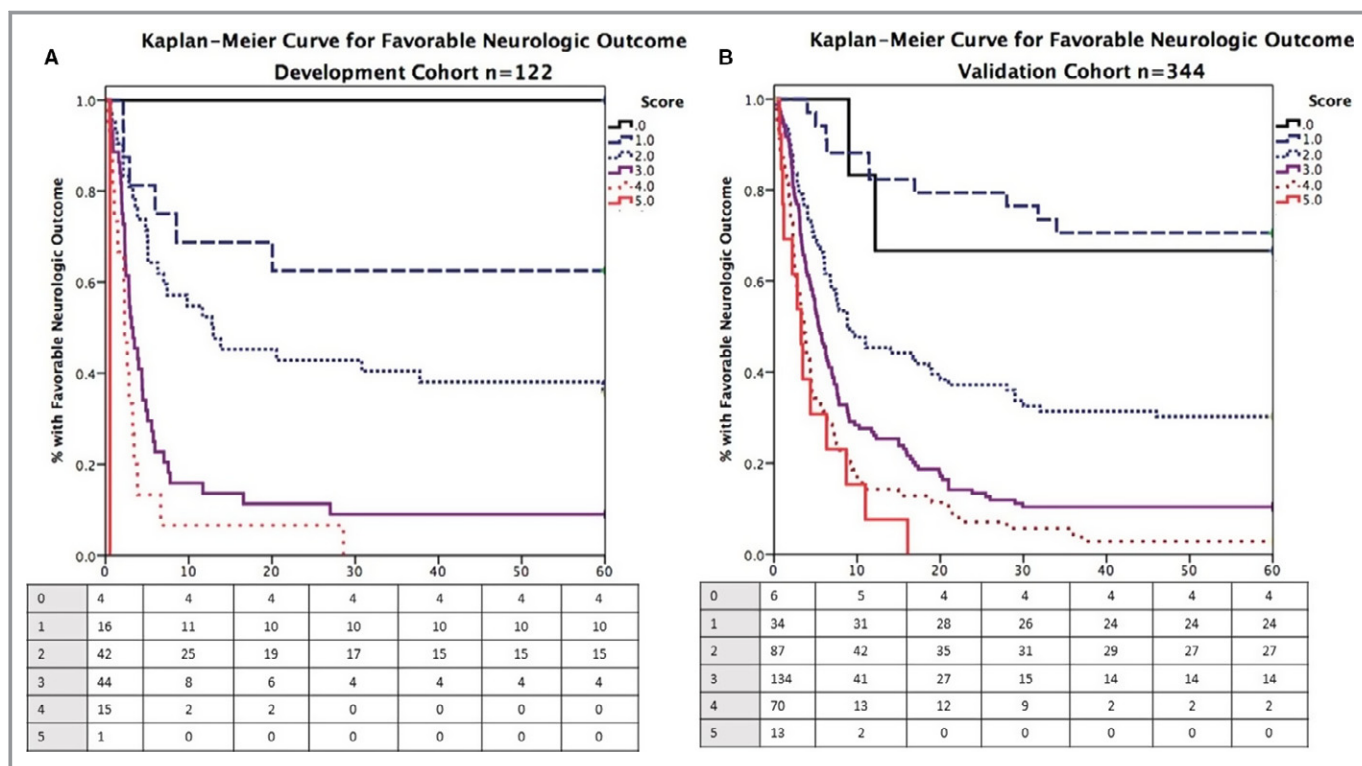 A
Kaplan-Meier Curve for Favorable Neurologic Outcome
Development Cohort n=122
% with Favorable Neurologic Outcome
1.0
0.8
0.6
0.4
0.2
0.0
0 10 20 30 40 50 60
Score
.0
1.0
2.0
3.0
4.0
5.0
0 4 4 4 4 4 4 4
1 16 11 10 10 10 10 10
2 42 25 19 17 15 15 15
3 44 8 6 4 4 4 4
4 15 2 2 0 0 0 0
5 1 0 0 0 0 0 0
B
Kaplan-Meier Curve for Favorable Neurologic Outcome
Validation Cohort n=344
% with Favorable Neurologic Outcome
1.0
0.8
0.6
0.4
0.2
0.0
0 10 20 30 40 50 60
Score
.0
1.0
2.0
3.0
4.0
5.0
0 6 5 4 4 4 4 4
1 34 31 28 26 24 24 24
2 87 42 35 31 29 27 27
3 134 41 27 15 14 14 14
4 70 13 12 9 2 2 2
5 13 2 0 0 0 0 0